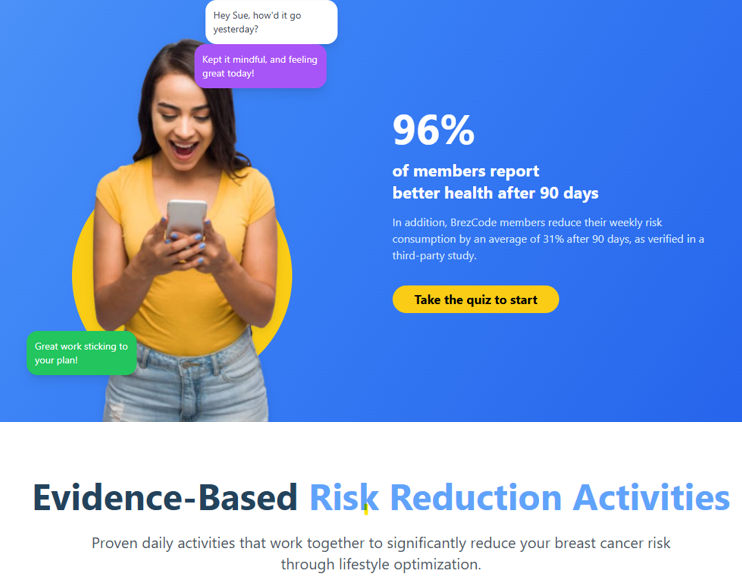 Hey Sue, how'd it go
yesterday?
Kept it mindful, and feeling
great today!
96%
of members report
better health after 90 days
In addition, BrezCode members reduce their weekly risk
consumption by an average of 31% after 90 days, as verified in a
third-party study.
Take the quiz to start
Great work sticking to
your plan!
Evidence-Based Risk Reduction Activities
Proven daily activities that work together to significantly reduce your breast cancer risk
through lifestyle optimization.